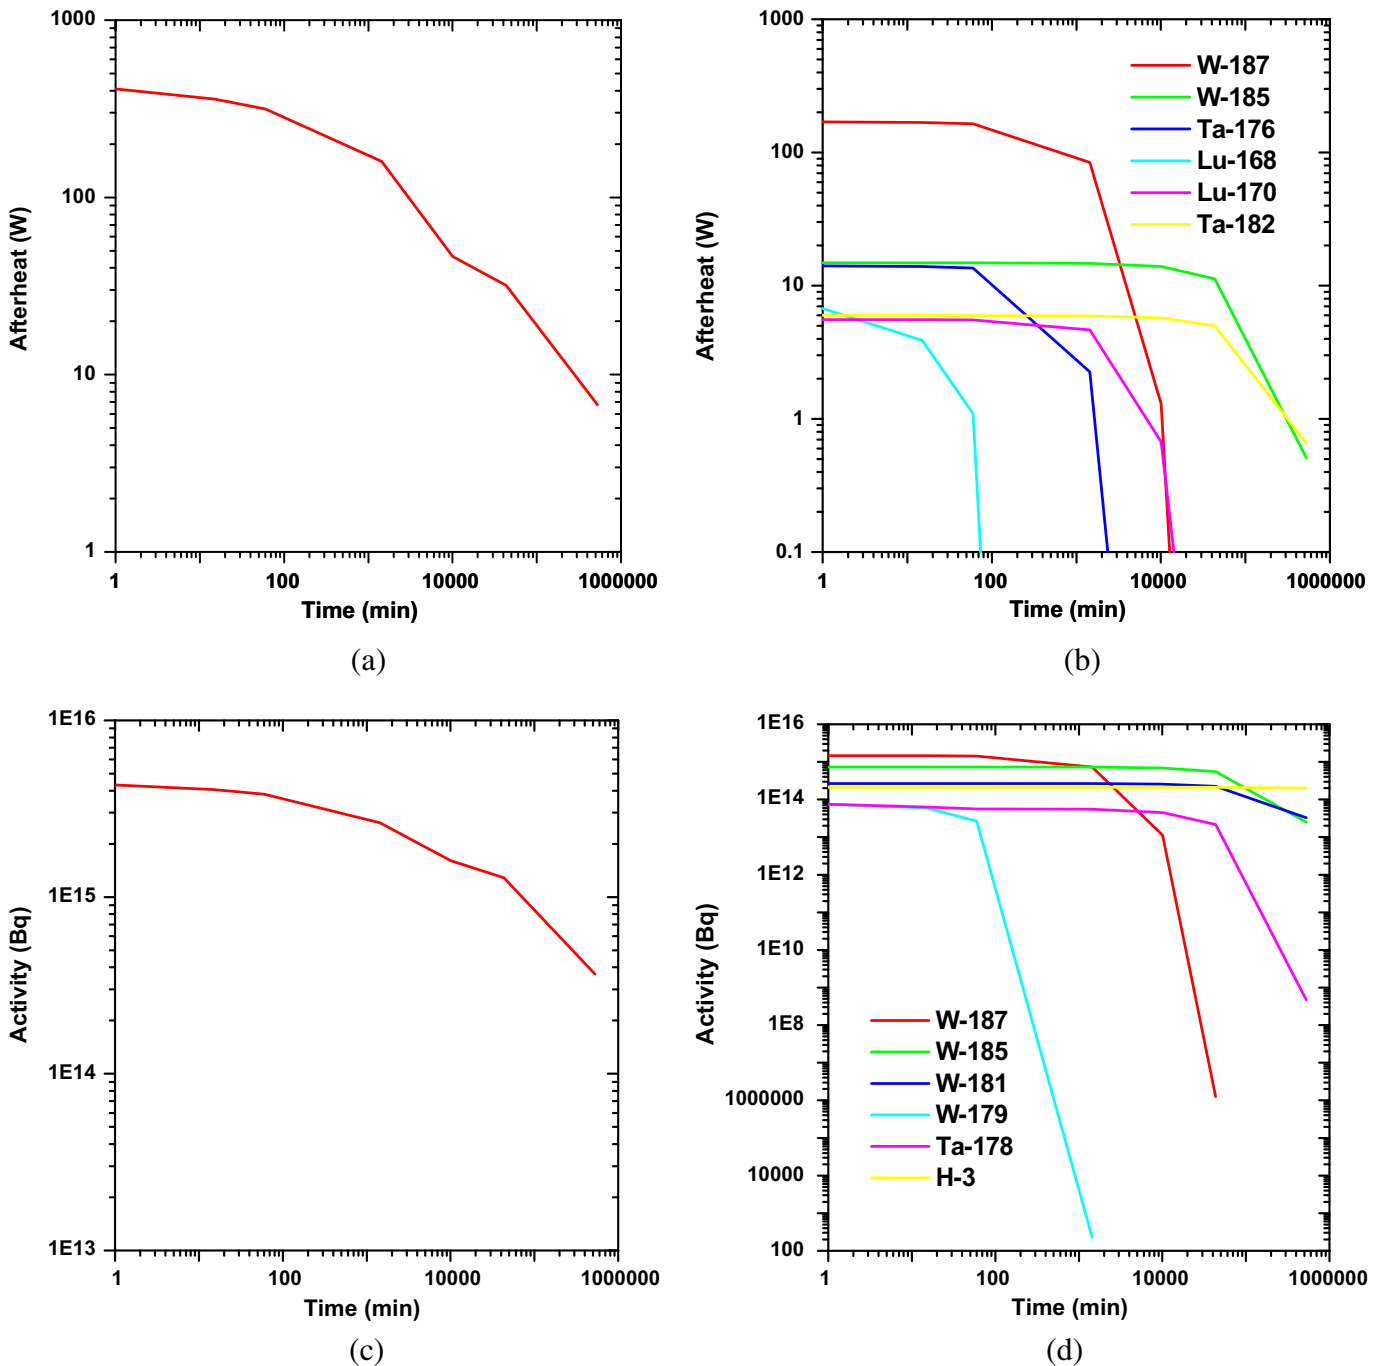 1000
100
10
1
Afterheat (W)
1
100
10000
1000000
Time (min)
(a)
1000
100
10
1
0.1
Afterheat (W)
W-187
W-185
Ta-176
Lu-168
Lu-170
Ta-182
1
100
10000
1000000
Time (min)
(b)
1E16
1E15
1E14
1E13
Activity (Bq)
1
100
10000
1000000
Time (min)
(c)
1E16
1E14
1E12
1E10
1E8
1000000
10000
100
Activity (Bq)
W-187
W-185
W-181
W-179
Ta-178
H-3
1
100
10000
1000000
Time (min)
(d)